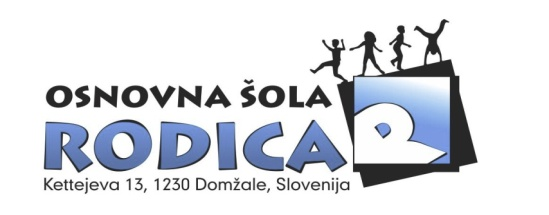 OSNOVNA ŠOLA
RODICA
R
Kettejeva 13, 1230 Domžale, Slovenija